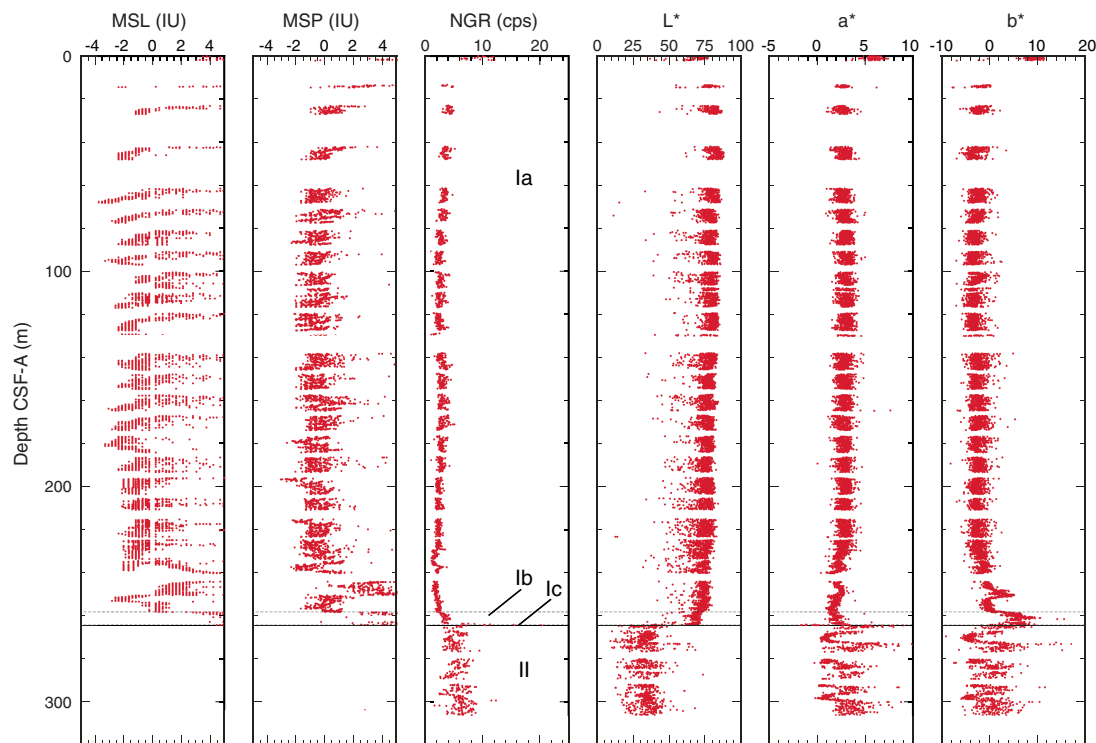 MSL (IU) MSP (IU) NGR (cps) L* a* b*
-4 -2 0 2 4 -4 -2 0 2 4 0 10 20 0 25 50 75 100 -5 0 5 10 -10 0 10 20
0
Ia
100
Depth CSF-A (m)
200
Ib
Ic
II
300